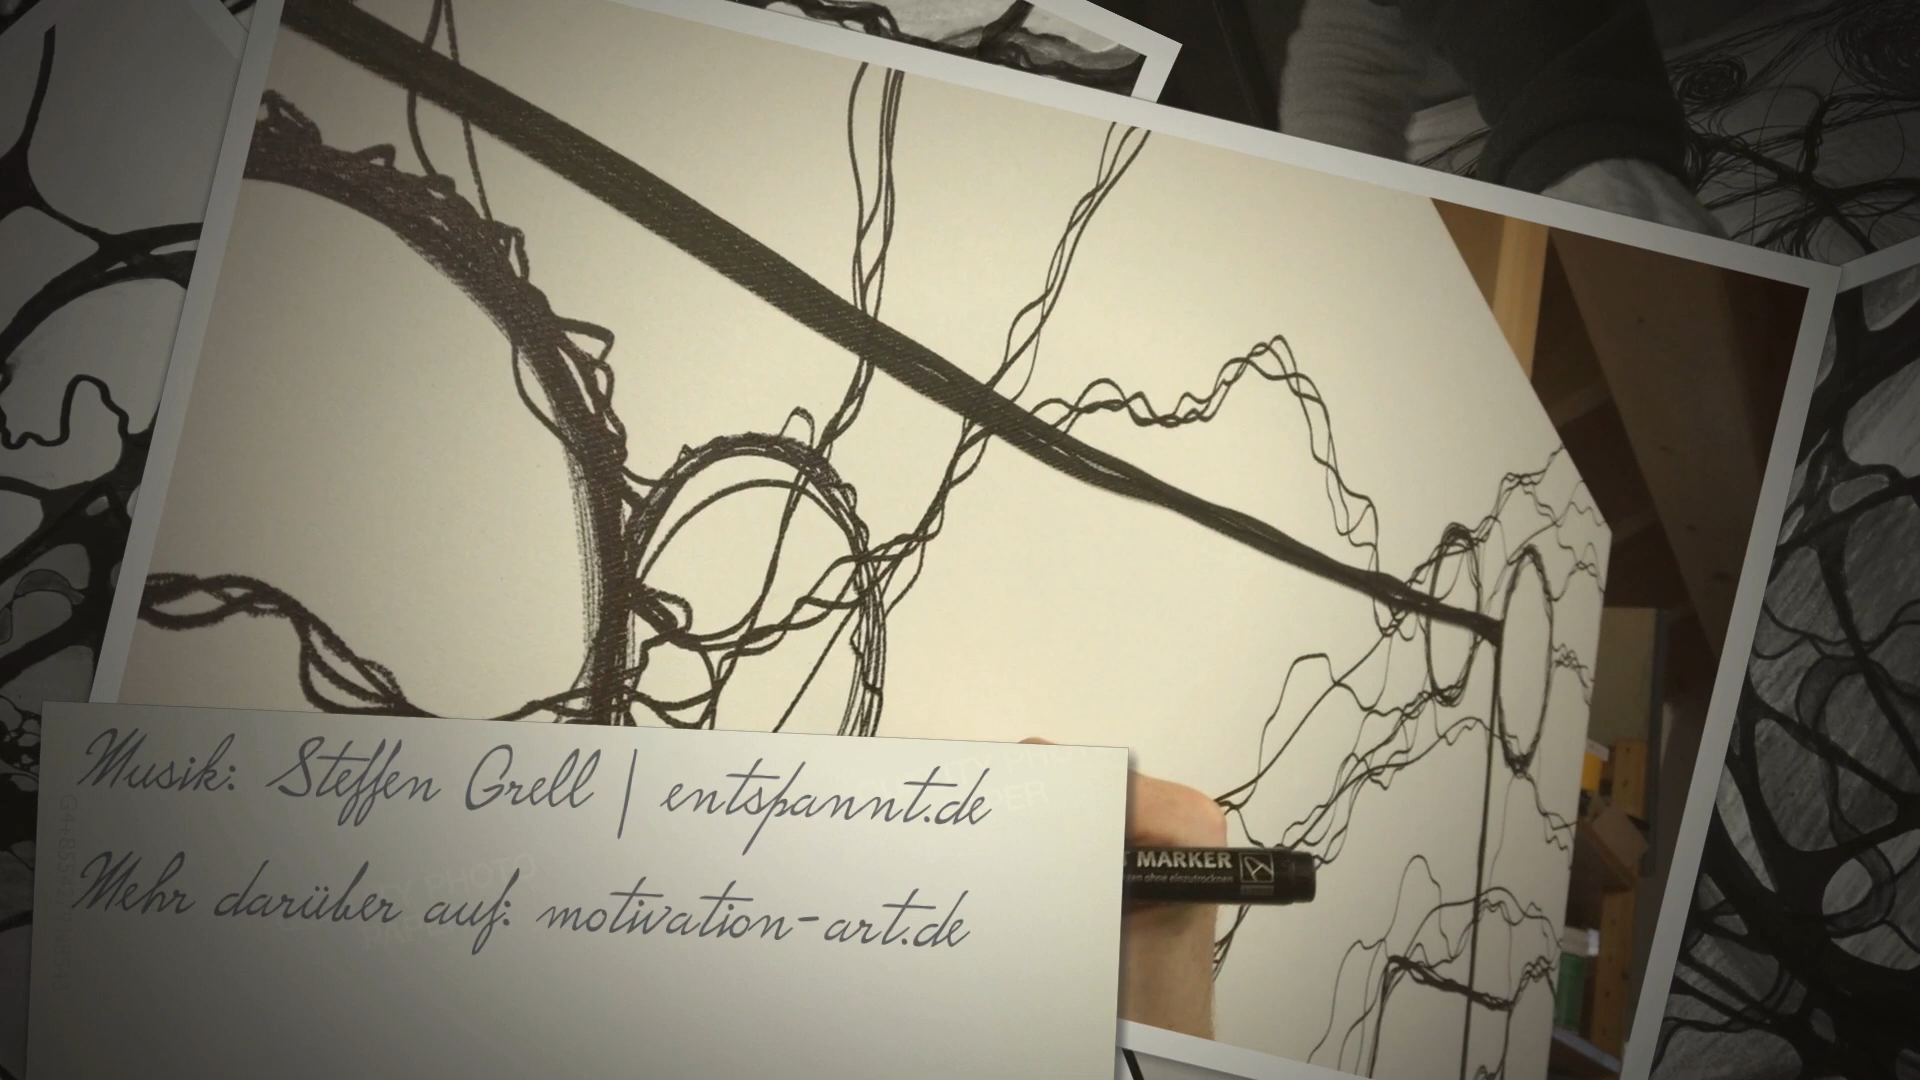 Musik: Steffen Grell | entspannt.de
Mehr darüber auf: motivation-art.de
T MARKER